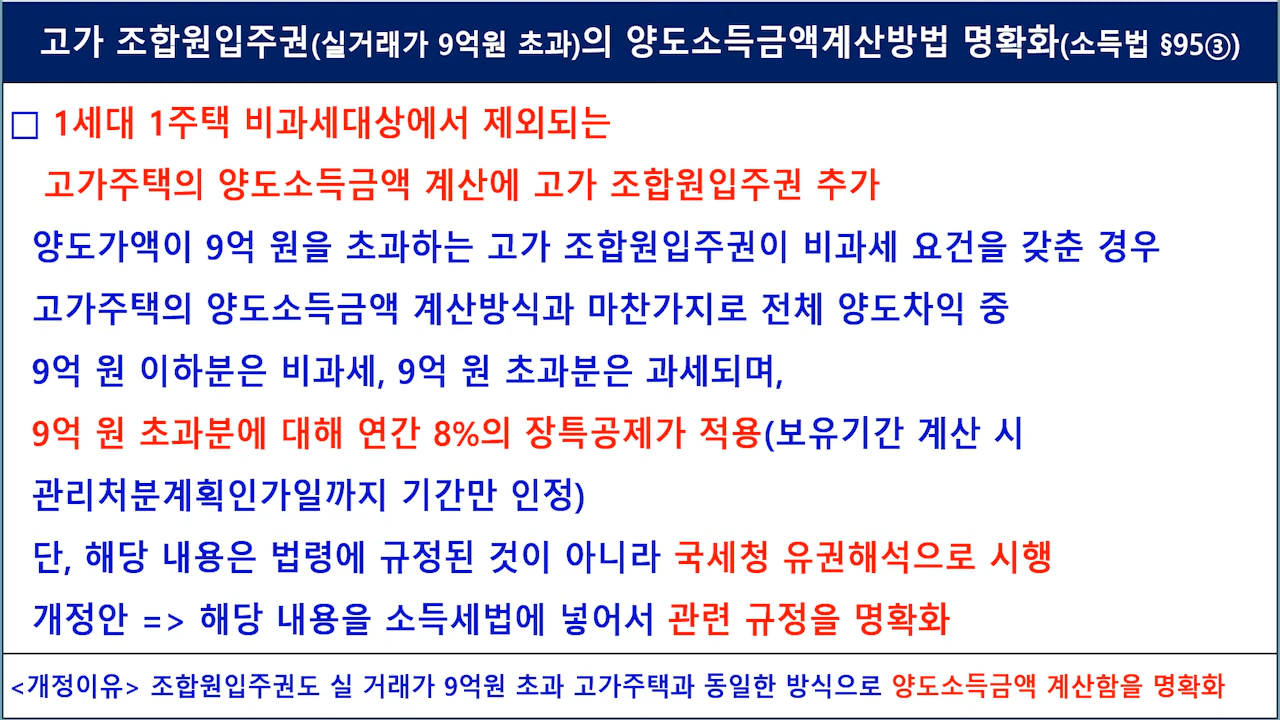 고가 조합원입주권(실거래가 9억원 초과)의 양도소득금액계산방법 명확화(소득법 §95③)
□ 1세대 1주택 비과세대상에서 제외되는
고가주택의 양도소득금액 계산에 고가 조합원입주권 추가
양도가액이 9억 원을 초과하는 고가 조합원입주권이 비과세 요건을 갖춘 경우
고가주택의 양도소득금액 계산방식과 마찬가지로 전체 양도차익 중
9억 원 이하분은 비과세, 9억 원 초과분은 과세되며,
9억 원 초과분에 대해 연간 8%의 장특공제가 적용(보유기간 계산 시
관리처분계획인가일까지 기간만 인정)
단, 해당 내용은 법령에 규정된 것이 아니라 국세청 유권해석으로 시행
개정안 => 해당 내용을 소득세법에 넣어서 관련 규정을 명확화
<개정이유> 조합원입주권도 실 거래가 9억원 초과 고가주택과 동일한 방식으로 양도소득금액 계산함을 명확화